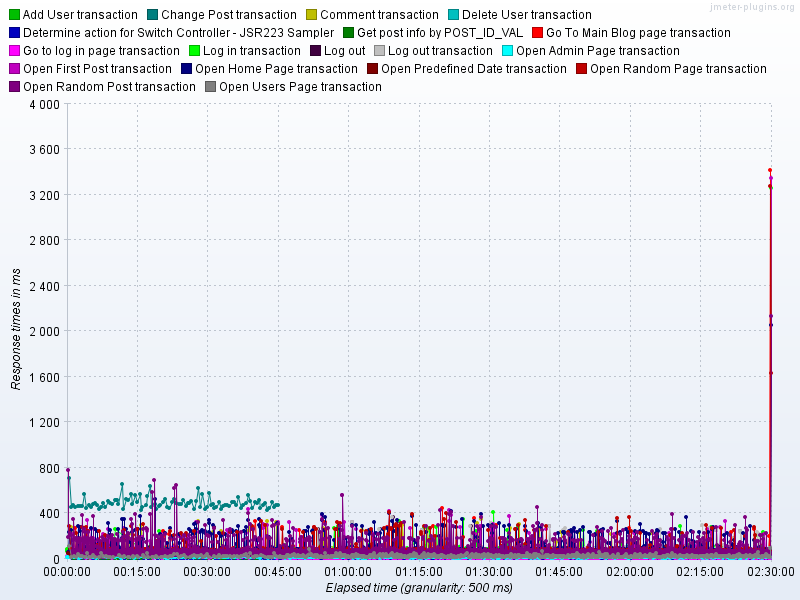 jmeter-plugins.org
Add User transaction Change Post transaction Comment transaction Delete User transaction
Determine action for Switch Controller - JSR223 Sampler Get post info by POST_ID_VAL Go To Main Blog page transaction
Go to log in page transaction Log in transaction Log out Log out transaction Open Admin Page transaction
Open First Post transaction Open Home Page transaction Open Predefined Date transaction Open Random Page transaction
Open Random Post transaction Open Users Page transaction
4 000
3 600
3 200
2 800
2 400
2 000
1 600
1 200
800
400
0
Response times in ms
00:00:00 00:15:00 00:30:00 00:45:00 01:00:00 01:15:00 01:30:00 01:45:00 02:00:00 02:15:00 02:30:00
Elapsed time (granularity: 500 ms)